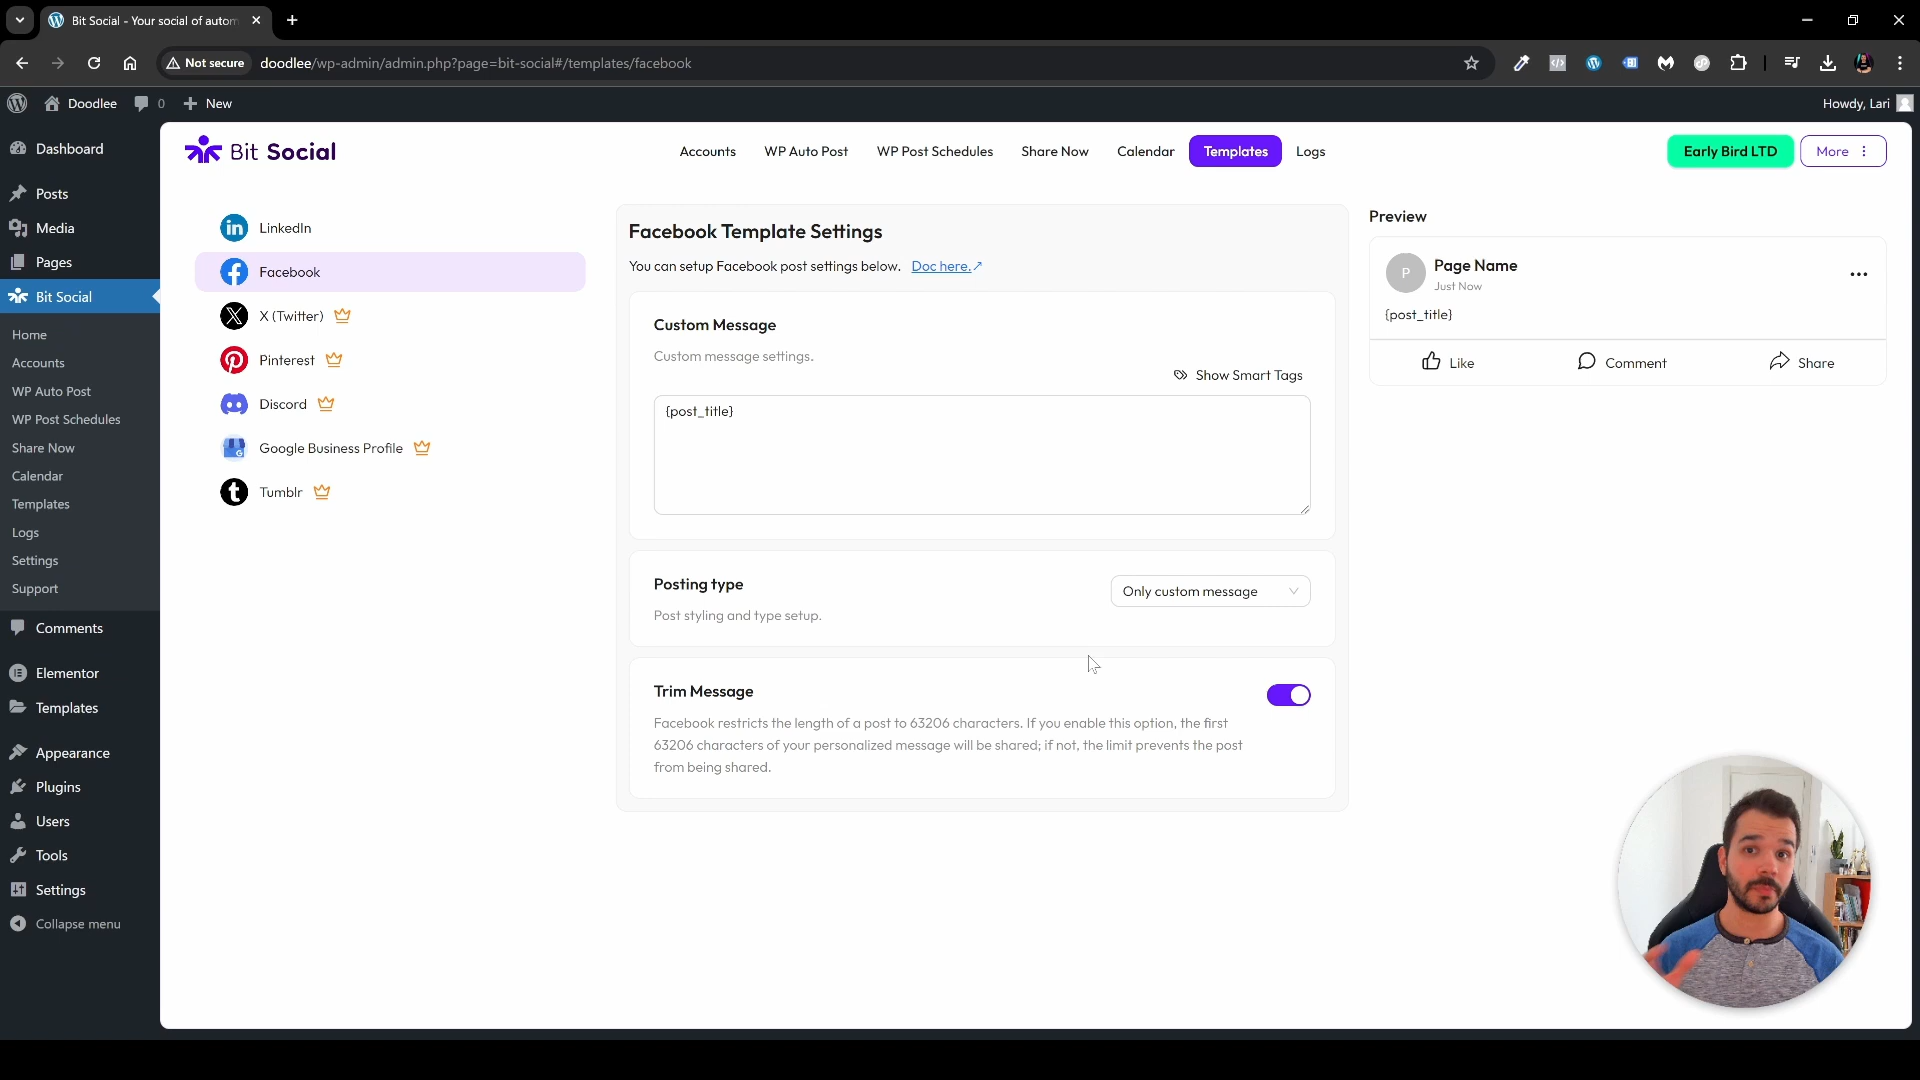 Bit Social - Your social of autom
Not secure
doodlee/wp-admin/admin.php?page=bit-social#/templates/facebook
Doodlee
0
New
Howdy, Lari
Dashboard
Posts
Media
Pages
Bit Social
Home
Accounts
WP Auto Post
WP Post Schedules
Share Now
Calendar
Templates
Logs
Settings
Support
Comments
Elementor
Templates
Appearance
Plugins
Users
Tools
Settings
Collapse menu
Bit Social
Accounts
WP Auto Post
WP Post Schedules
Share Now
Calendar
Templates
Logs
Early Bird LTD
More
LinkedIn
Facebook
X (Twitter)
Pinterest
Discord
Google Business Profile
Tumblr
Facebook Template Settings
You can setup Facebook post settings below. Doc here.
Custom Message
Custom message settings.
Show Smart Tags
{post_title}
Posting type
Only custom message
Post styling and type setup.
Trim Message
Facebook restricts the length of a post to 63206 characters. If you enable this option, the first
63206 characters of your personalized message will be shared; if not, the limit prevents the post
from being shared.
Preview
P
Page Name
Just Now
{post_title}
Like
Comment
Share